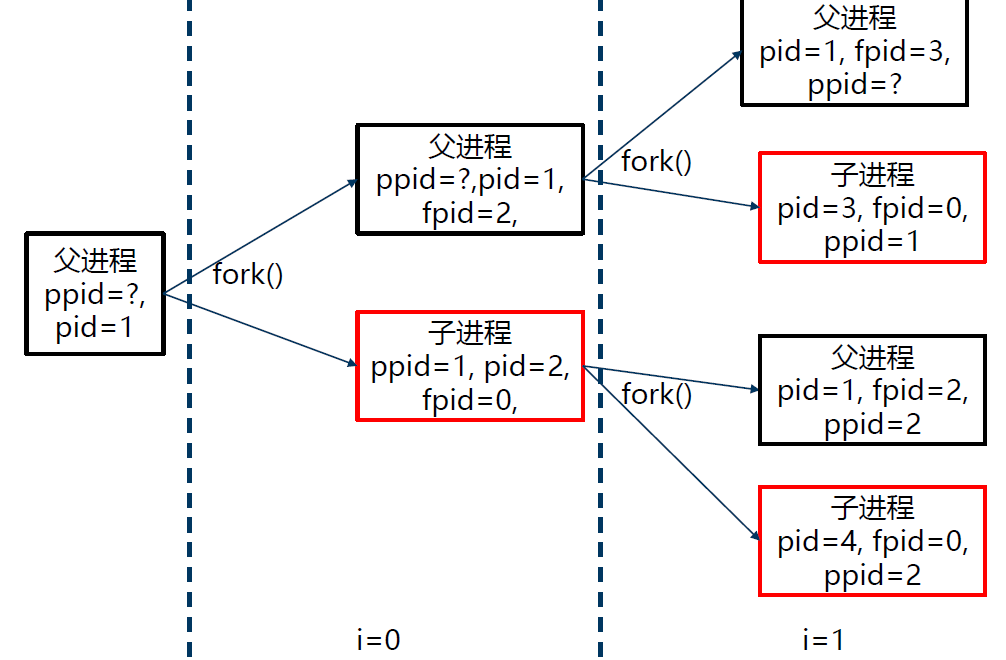 父进程
ppid=?,
pid=1
fork()
父进程
ppid=?,pid=1,
fpid=2,
子进程
ppid=1, pid=2,
fpid=0,
i=0
fork()
fork()
父进程
pid=1, fpid=3,
ppid=?
子进程
pid=3, fpid=0,
ppid=1
父进程
pid=1, fpid=2,
ppid=2
子进程
pid=4, fpid=0,
ppid=2
i=1